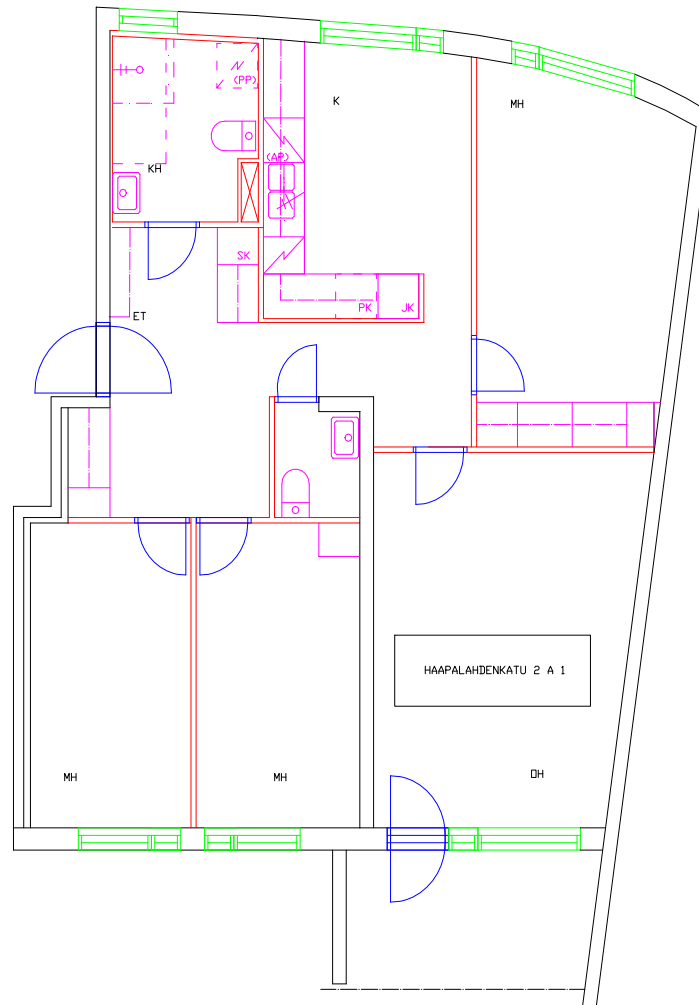 (PP)
K
MH
(AP)
KH
SK
PK
JK
ET
HAAPALAHDENKATU 2 A 1
MH
MH
OH